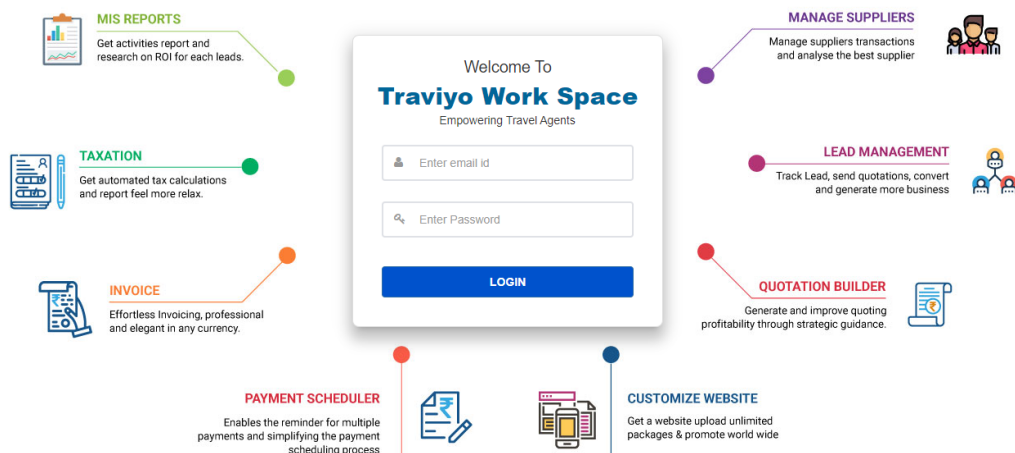 MIS REPORTS
Get activities report and
research on ROI for each leads.
TAXATION
Get automated tax calculations
and report feel more relax.
INVOICE
Effortless Invoicing, professional
and elegant in any currency.
PAYMENT SCHEDULER
Enables the reminder for multiple
payments and simplifying the payment
scheduling process
Welcome To
Traviyo Work Space
Empowering Travel Agents
Enter email id
Enter Password
LOGIN
MANAGE SUPPLIERS
Manage suppliers transactions
and analyse the best supplier
LEAD MANAGEMENT
Track Lead, send quotations, convert
and generate more business
QUOTATION BUILDER
Generate and improve quoting
profitability through strategic guidance.
CUSTOMIZE WEBSITE
Get a website upload unlimited
packages & promote world wide